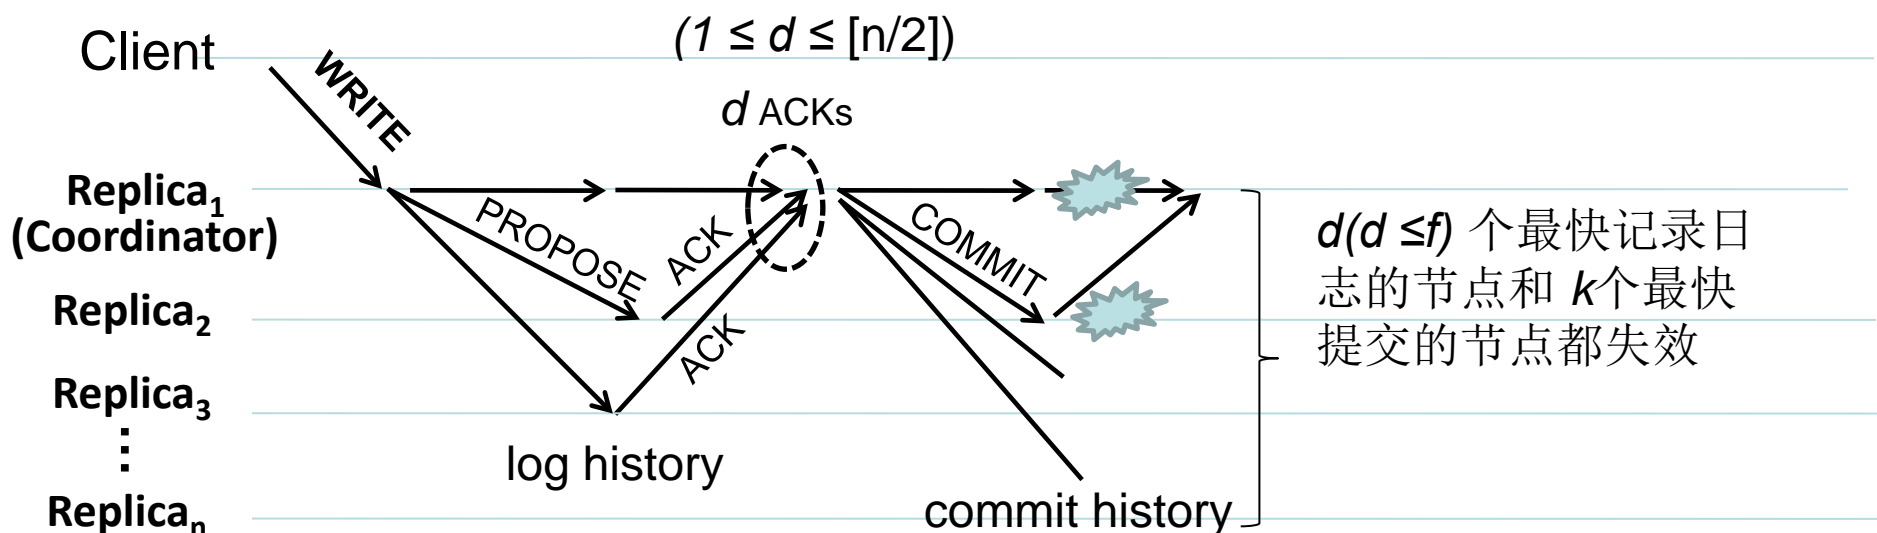 Client
(1 ≤ d ≤ [n/2])
WRITE
d ACKs
Replica1
(Coordinator)
PROPOSE
ACK
COMMIT
d(d ≤f) 个最快记录日
志的节点和 k个最快
提交的节点都失效
Replica2
ACK
Replica3
⋮
log history
commit history
Replican